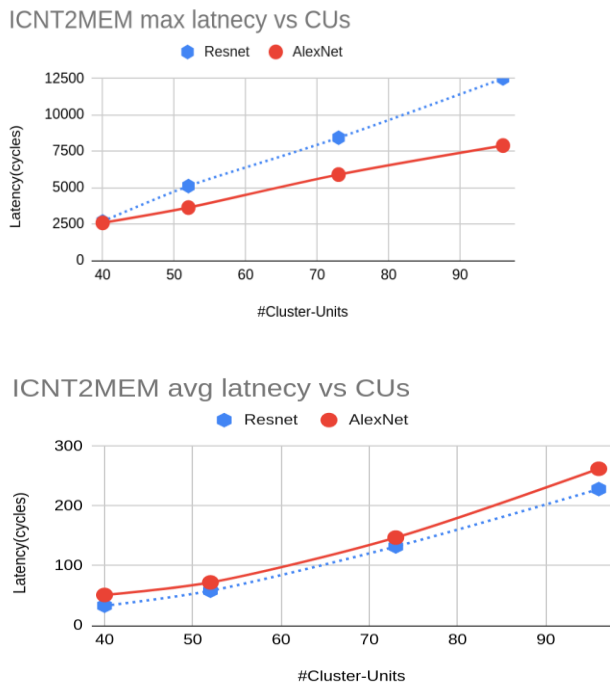 ICNT2MEM max latnecy vs CUs
Resnet AlexNet
12500
10000
7500
5000
2500
0
Latency(cycles)
40 50 60 70 80 90
#Cluster-Units
ICNT2MEM avg latnecy vs CUs
Resnet AlexNet
300
200
100
0
Latency(cycles)
40 50 60 70 80 90
#Cluster-Units